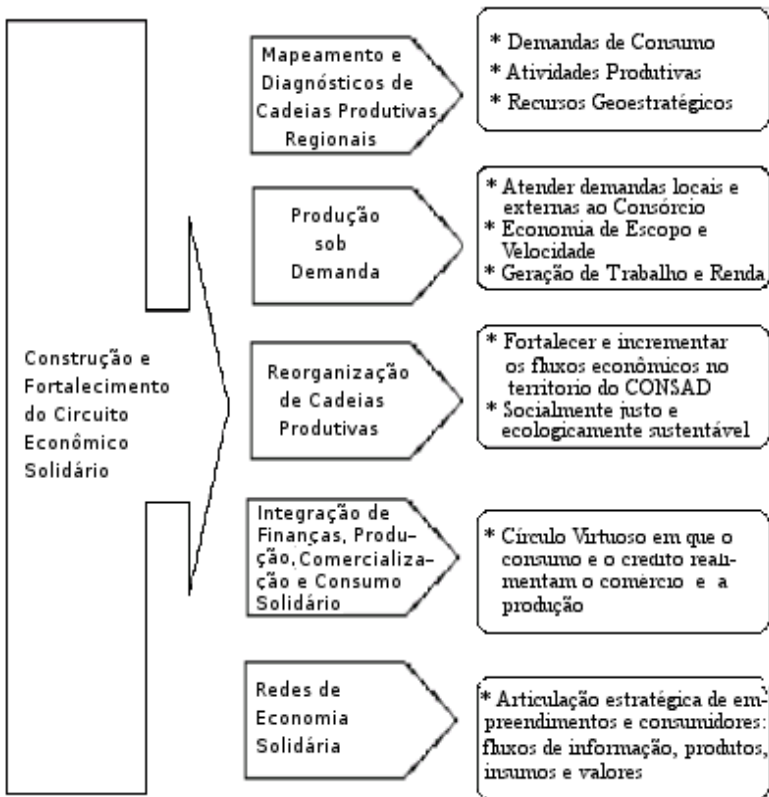 Construção e
Fortalecimento
do Circuito
Econômico
Solidário
Mapeamento e
Diagnósticos de
Cadeias Produtivas
Regionais
* Demandas de Consumo
* Atividades Produtivas
* Recursos Geoestratégicos
Produção
sob
Demanda
* Atender demandas locais e
externas ao Consórcio
* Economia de Escopo e
Velocidade
* Geração de Trabalho e Renda
Reorganização
de Cadeias
Produtivas
* Fortalecer e incrementar
os fluxos econômicos no
territorio do CONSAD
* Socialmente justo e
ecologicamente sustentável
Integração de
Finanças, Produ-
ção, Comercializa-
ção e Consumo
Solidário
* Círculo Virtuoso em que o
consumo e o crédito reali-
mentam o comércio e a
produção
Redes de
Economia
Solidária
* Articulação estratégica de em-
preendimentos e consumidores:
fluxos de informação, produtos,
insumos e valores